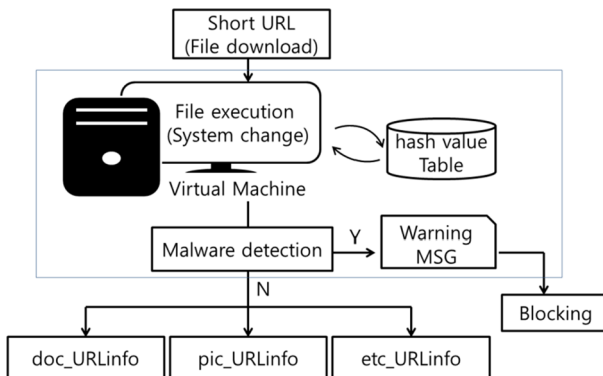 Short URL
(File download)
File execution
(System change)
hash value
Table
Virtual Machine
Malware detection
Y
Warning
MSG
N
Blocking
doc_URLinfo
pic_URLinfo
etc_URLinfo